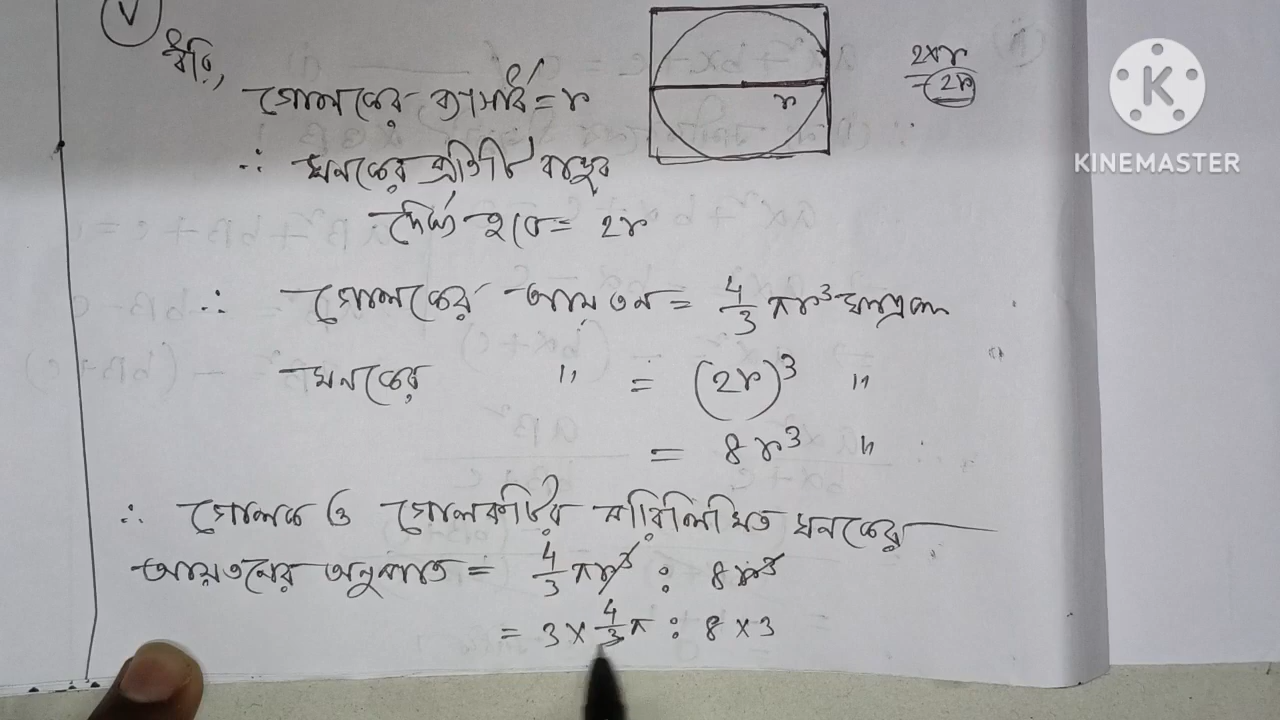 (v)
ধরি,
গোলকের ব্যাসার্ধ = r
∴ ঘনকের প্রতিটি বাহুর
দৈর্ঘ্য হবে = 2r
r
2×r
= 2r
KINEMASTER
∴ গোলকের আয়তন = 4/3 πr³ ঘনএকক
ঘনকের " = (2r)³ "
= 8r³ "
∴ গোলক ও গোলকটির পরিলিখিত ঘনকের
আয়তনের অনুপাত = 4/3 πr³ : 8r³
= 3 × 4/3 π : 8 × 3